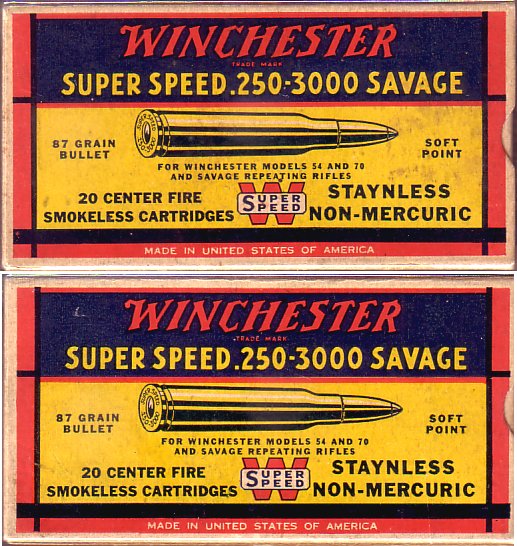 WINCHESTER
TRADE MARK
SUPER SPEED .250-3000 SAVAGE
87 GRAIN
BULLET
SOFT
POINT
FOR WINCHESTER MODELS 54 AND 70
AND SAVAGE REPEATING RIFLES
20 CENTER FIRE
SMOKELESS CARTRIDGES
SUPER
SPEED
STAYNLESS
NON-MERCURIC
MADE IN UNITED STATES OF AMERICA
WINCHESTER
TRADE MARK
SUPER SPEED .250-3000 SAVAGE
87 GRAIN
BULLET
SOFT
POINT
FOR WINCHESTER MODELS 54 AND 70
AND SAVAGE REPEATING RIFLES
20 CENTER FIRE
SMOKELESS CARTRIDGES
SUPER
SPEED
STAYNLESS
NON-MERCURIC
MADE IN UNITED STATES OF AMERICA